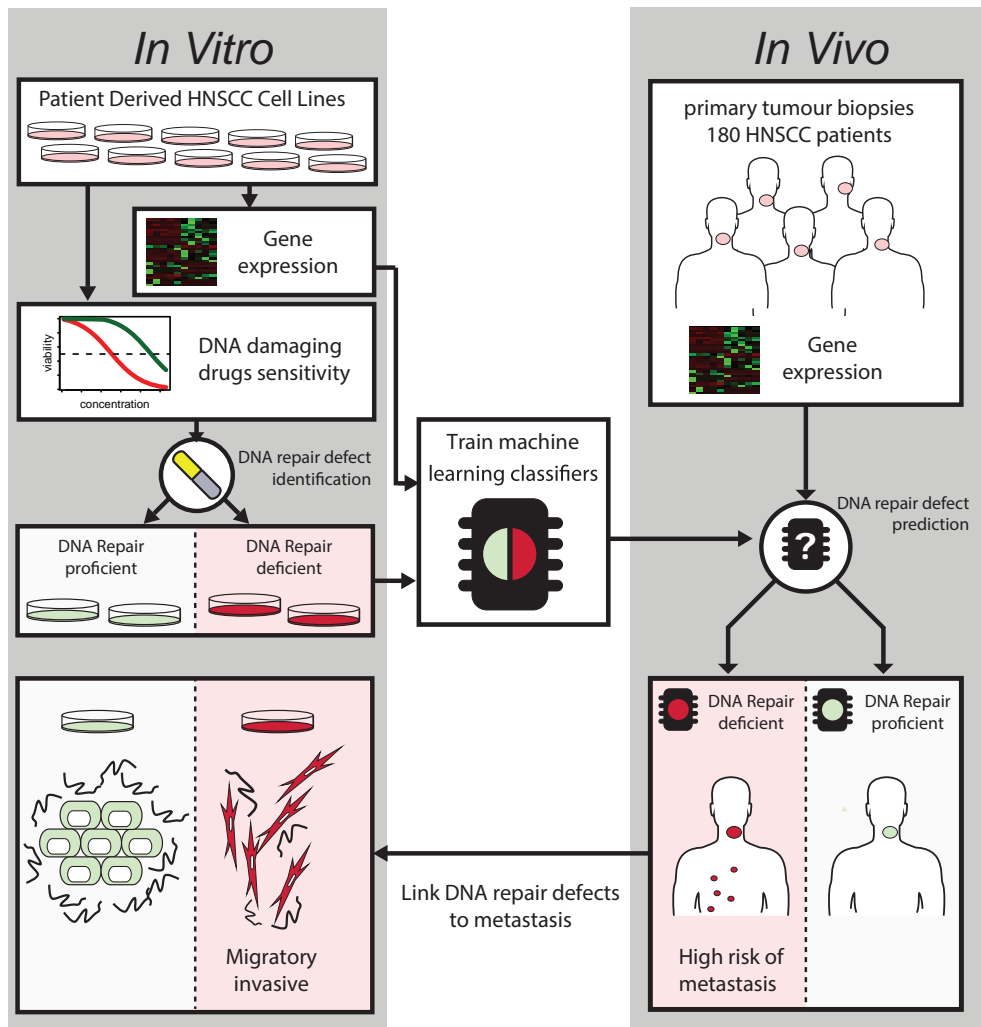 In Vitro
Patient Derived HNSCC Cell Lines
Gene
expression
viability
concentration
DNA damaging
drugs sensitivity
DNA repair defect
identification
DNA Repair
proficient
DNA Repair
deficient
Migratory
invasive
Train machine
learning classifiers
Link DNA repair defects
to metastasis
In Vivo
primary tumour biopsies
180 HNSCC patients
Gene
expression
DNA repair defect
prediction
?
DNA Repair
deficient
DNA Repair
proficient
High risk of
metastasis